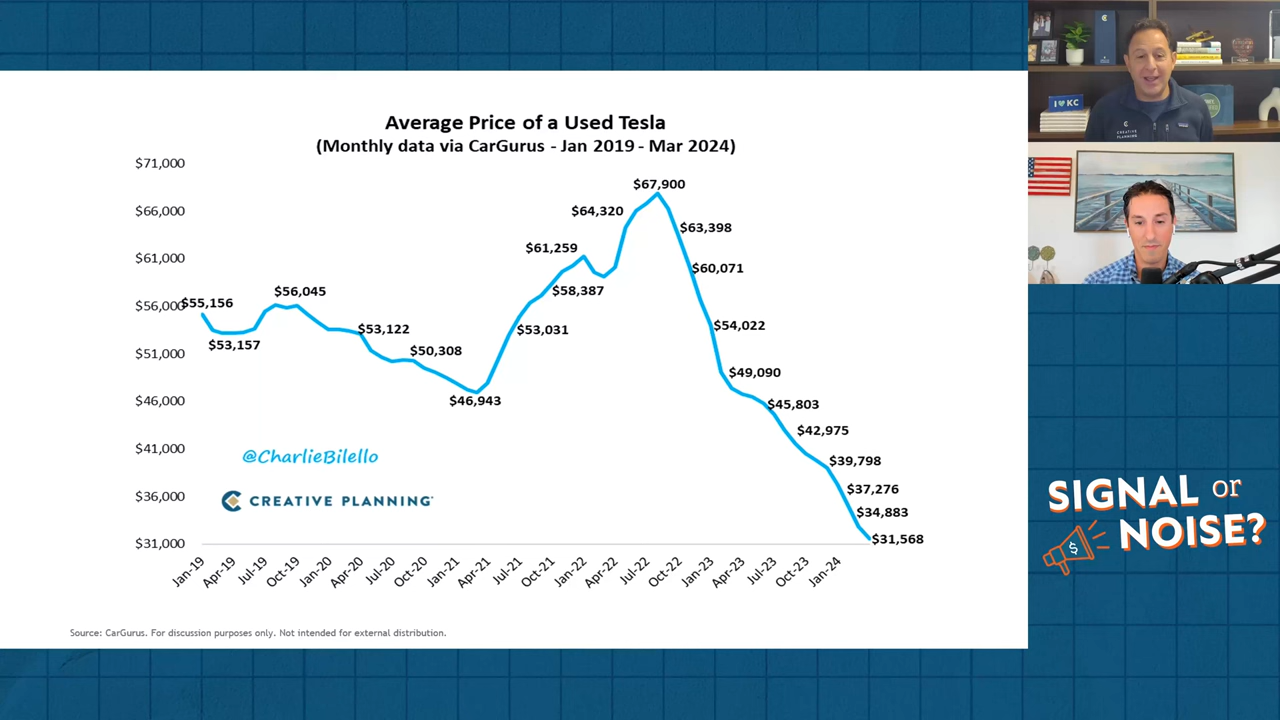 Average Price of a Used Tesla
(Monthly data via CarGurus - Jan 2019 - Mar 2024)
$71,000
$66,000
$61,000
$56,000
$51,000
$46,000
$41,000
$36,000
$31,000
$55,156
$53,157
$56,045
$53,122
$50,308
$46,943
$53,031
$58,387
$61,259
$64,320
$67,900
$63,398
$60,071
$54,022
$49,090
$45,803
$42,975
$39,798
$37,276
$34,883
$31,568
@CharlieBilello
CREATIVE PLANNING
Jan-19
Apr-19
Jul-19
Oct-19
Jan-20
Apr-20
Jul-20
Oct-20
Jan-21
Apr-21
Jul-21
Oct-21
Jan-22
Apr-22
Jul-22
Oct-22
Jan-23
Apr-23
Jul-23
Oct-23
Jan-24
Source: CarGurus. For discussion purposes only. Not intended for external distribution.
I ♥ KC
CREATIVE
PLANNING
SIGNAL or
NOISE?
$